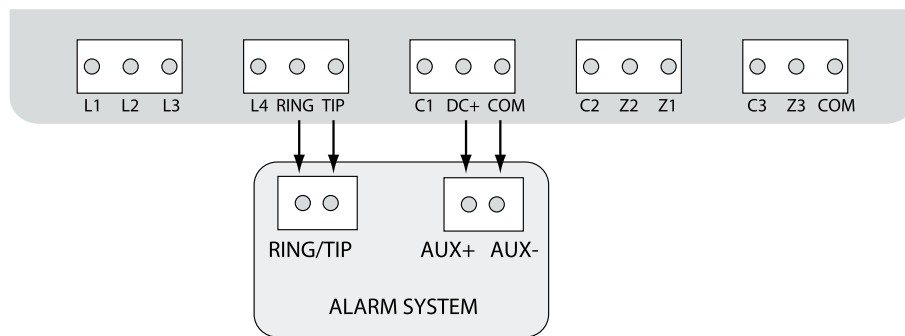 L1 L2 L3 L4 RING TIP C1 DC+ COM C2 Z2 Z1 C3 Z3 COM
RING/TIP AUX+ AUX-
ALARM SYSTEM